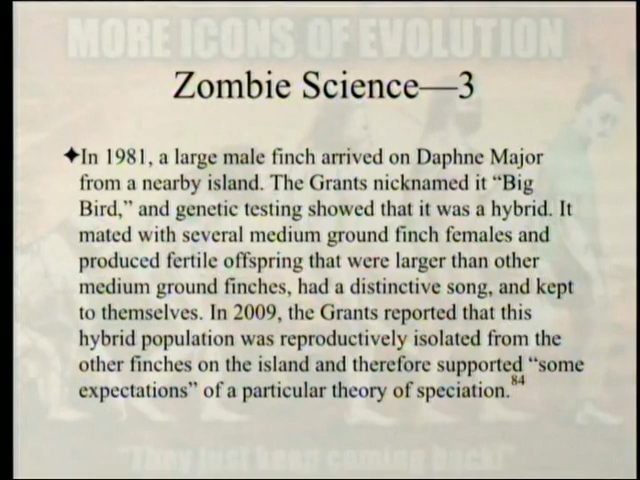 MORE ICONS OF EVOLUTION
Zombie Science—3
✦In 1981, a large male finch arrived on Daphne Major
from a nearby island. The Grants nicknamed it “Big
Bird,” and genetic testing showed that it was a hybrid. It
mated with several medium ground finch females and
produced fertile offspring that were larger than other
medium ground finches, had a distinctive song, and kept
to themselves. In 2009, the Grants reported that this
hybrid population was reproductively isolated from the
other finches on the island and therefore supported “some
expectations” of a particular theory of speciation.84
"They just keep coming back!"